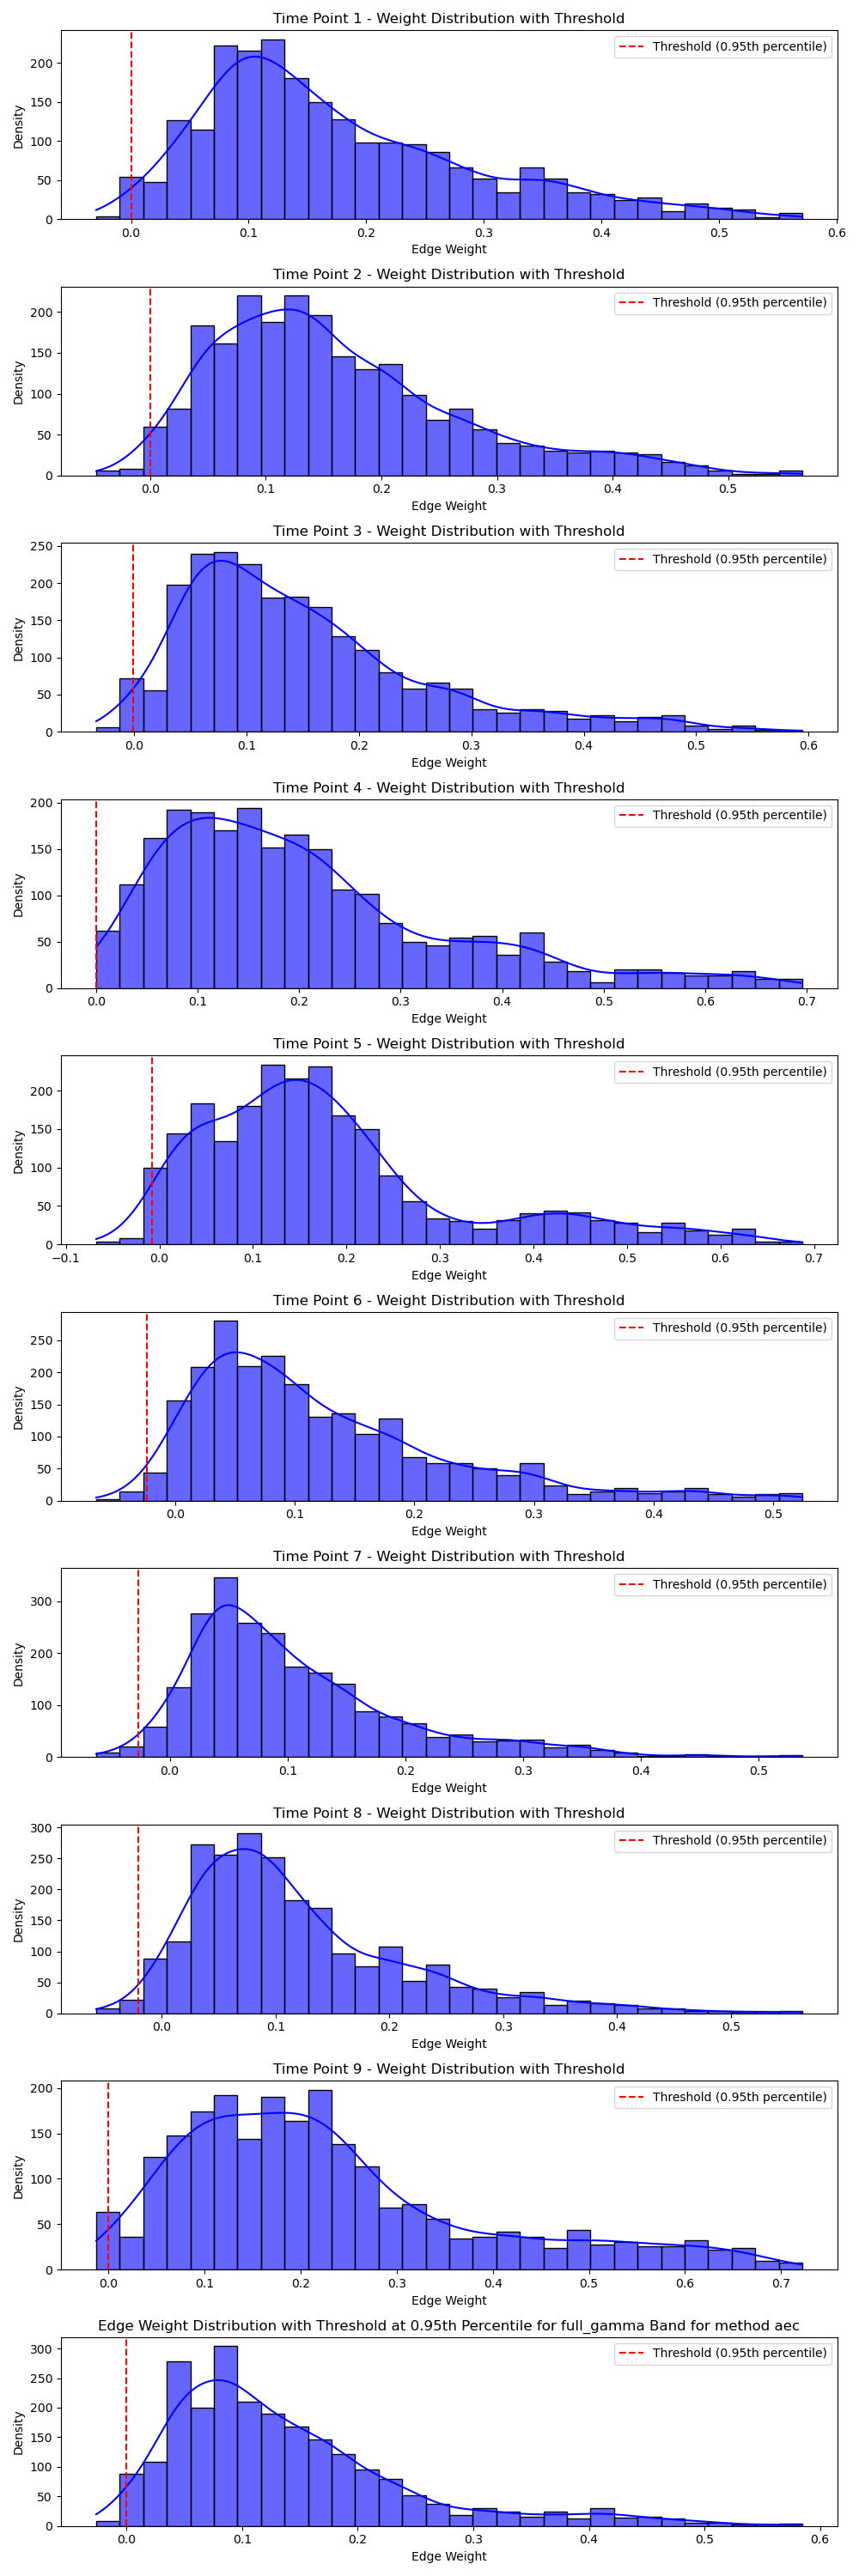 Time Point 1 - Weight Distribution with Threshold
Threshold (0.95th percentile)
Density
200
150
100
50
0
0.0 0.1 0.2 0.3 0.4 0.5 0.6
Edge Weight
Time Point 2 - Weight Distribution with Threshold
Threshold (0.95th percentile)
Density
200
150
100
50
0
0.0 0.1 0.2 0.3 0.4 0.5
Edge Weight
Time Point 3 - Weight Distribution with Threshold
Threshold (0.95th percentile)
Density
250
200
150
100
50
0
0.0 0.1 0.2 0.3 0.4 0.5 0.6
Edge Weight
Time Point 4 - Weight Distribution with Threshold
Threshold (0.95th percentile)
Density
200
150
100
50
0
0.0 0.1 0.2 0.3 0.4 0.5 0.6 0.7
Edge Weight
Time Point 5 - Weight Distribution with Threshold
Threshold (0.95th percentile)
Density
200
150
100
50
0
−0.1 0.0 0.1 0.2 0.3 0.4 0.5 0.6 0.7
Edge Weight
Time Point 6 - Weight Distribution with Threshold
Threshold (0.95th percentile)
Density
250
200
150
100
50
0
0.0 0.1 0.2 0.3 0.4 0.5
Edge Weight
Time Point 7 - Weight Distribution with Threshold
Threshold (0.95th percentile)
Density
300
200
100
0
0.0 0.1 0.2 0.3 0.4 0.5
Edge Weight
Time Point 8 - Weight Distribution with Threshold
Threshold (0.95th percentile)
Density
300
250
200
150
100
50
0
0.0 0.1 0.2 0.3 0.4 0.5
Edge Weight
Time Point 9 - Weight Distribution with Threshold
Threshold (0.95th percentile)
Density
200
150
100
50
0
0.0 0.1 0.2 0.3 0.4 0.5 0.6 0.7
Edge Weight
Edge Weight Distribution with Threshold at 0.95th Percentile for full_gamma Band for method aec
Threshold (0.95th percentile)
Density
300
250
200
150
100
50
0
0.0 0.1 0.2 0.3 0.4 0.5 0.6
Edge Weight